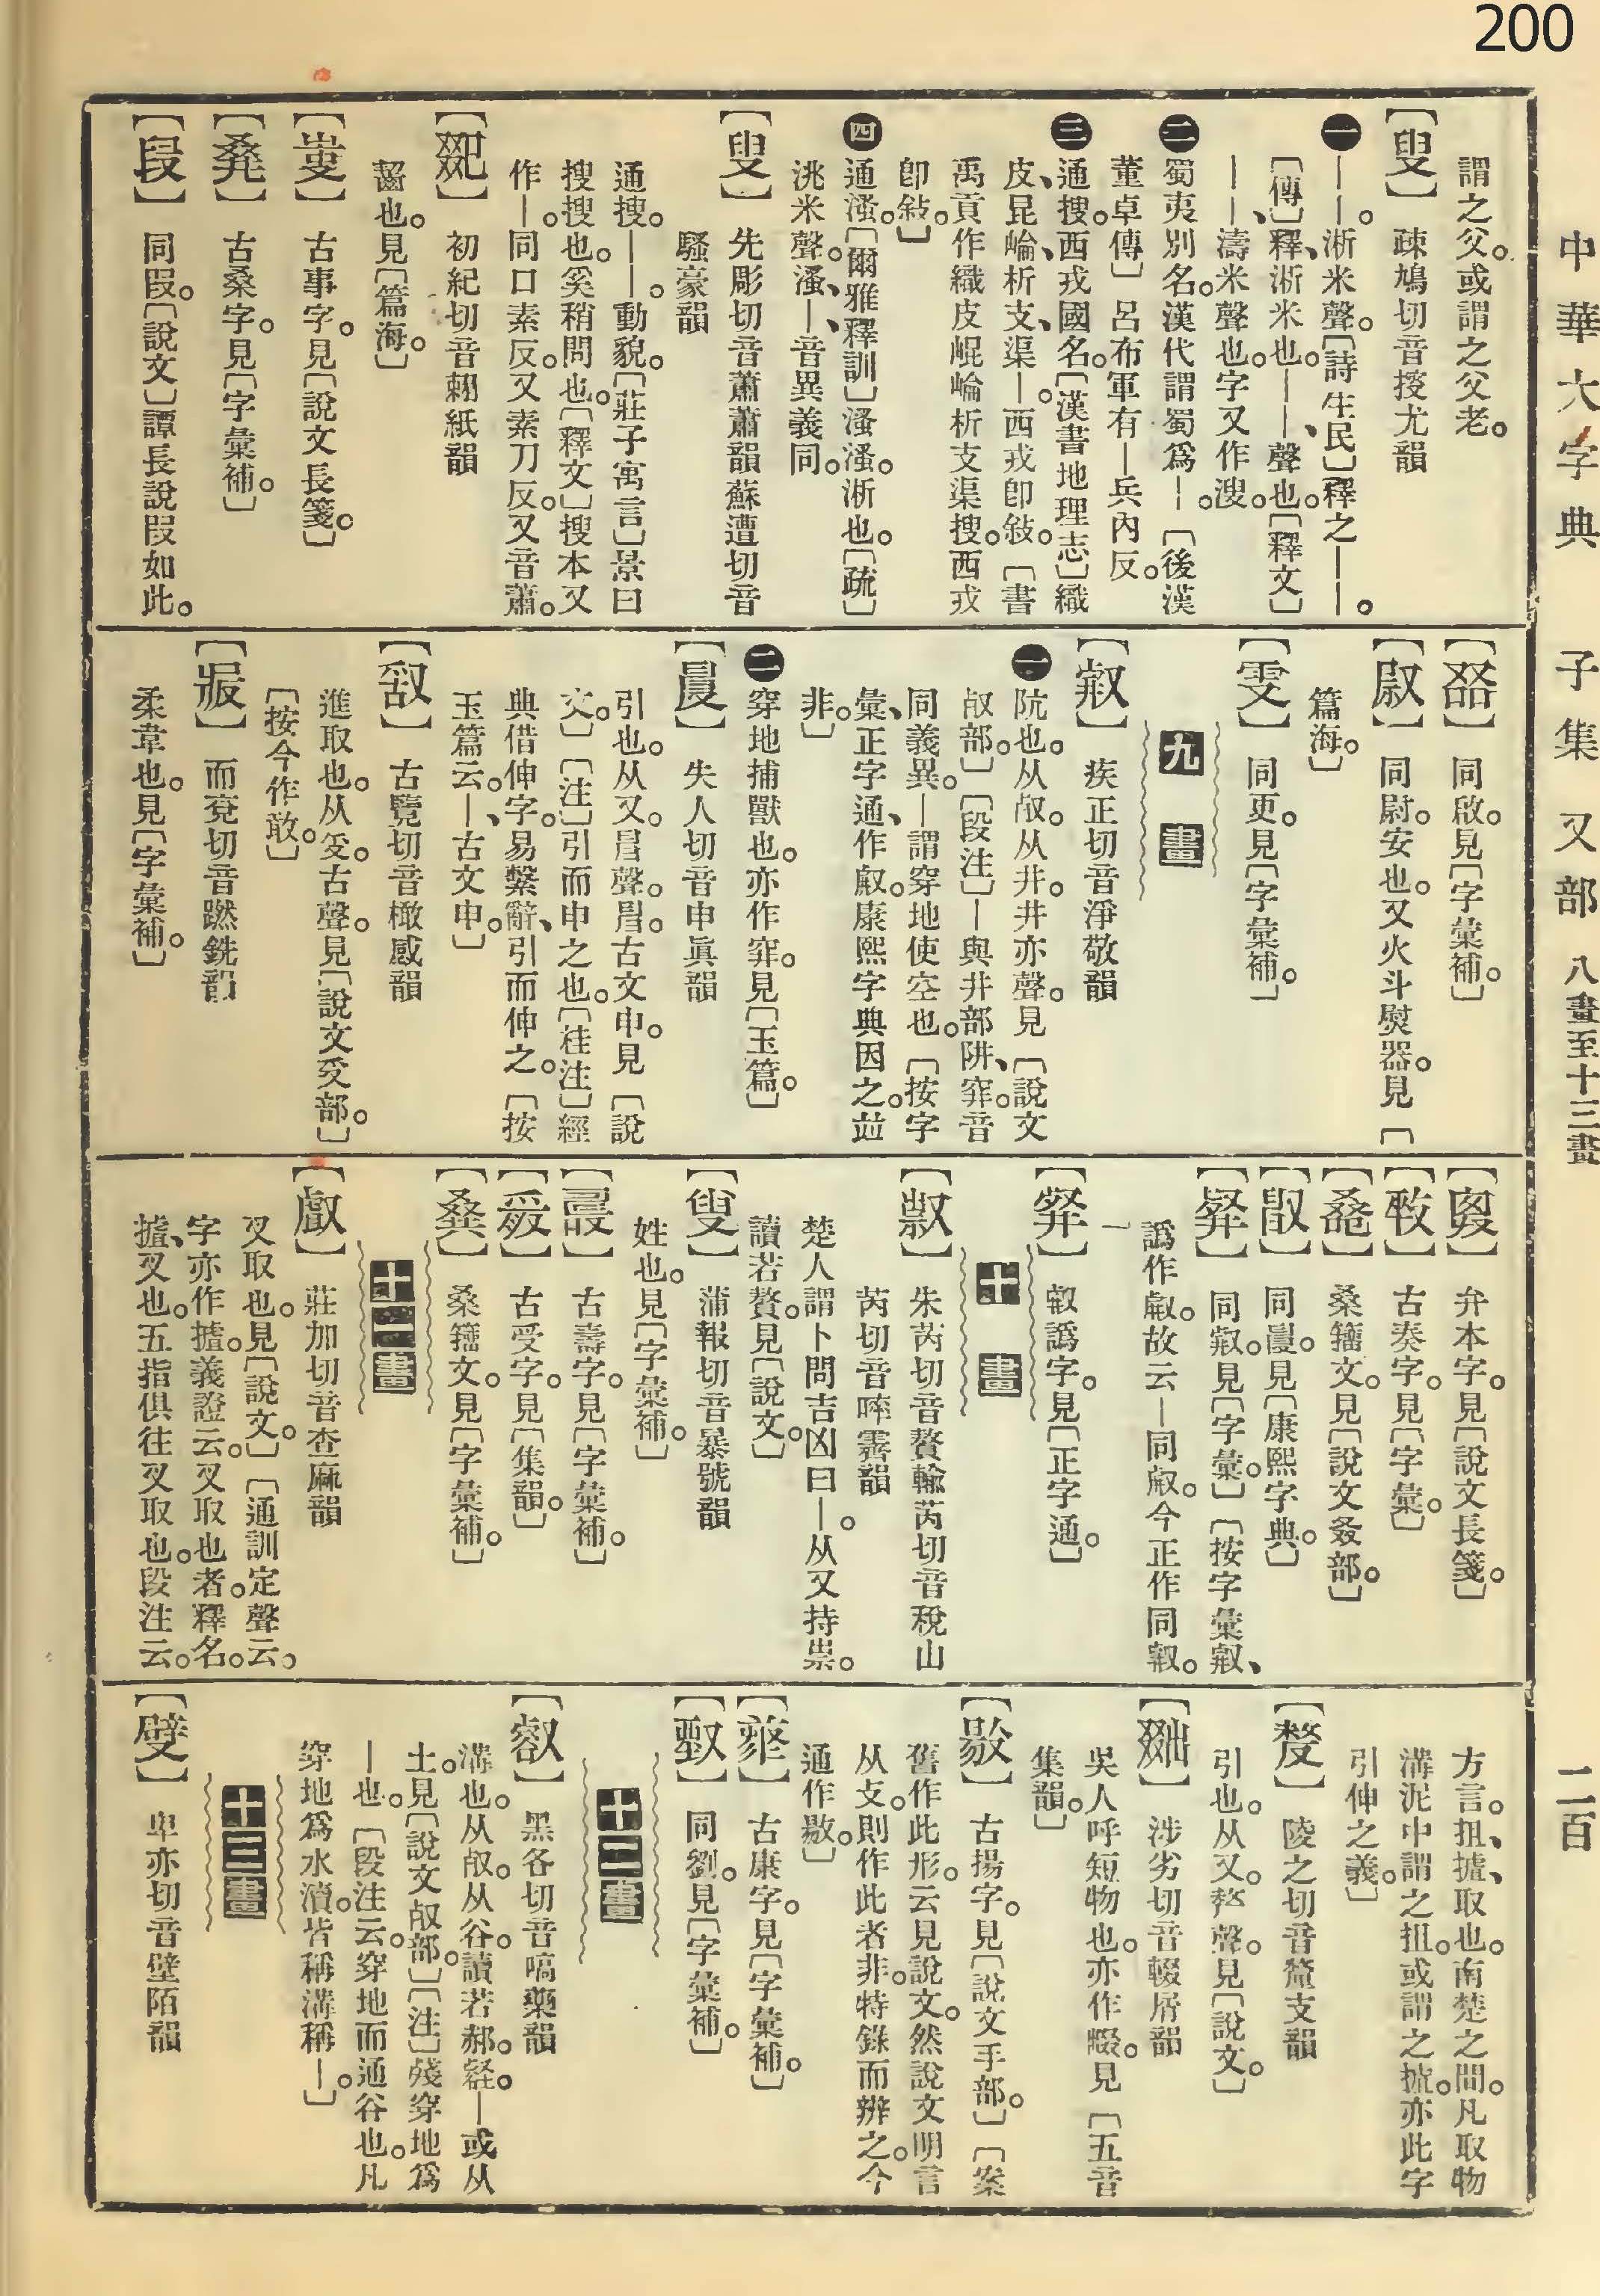 200
中華大字典　子集　又部　八畫至十三畫　二百
謂之父。或謂之父老。
【叟】疎鳩切音按尤韻
㊀――。淅米聲。〔詩生民〕釋之――。
〔傳〕釋、淅米也――、聲也。〔釋文〕
――、濤米聲也。字又作溲。
㊁蜀夷別名。漢代謂蜀爲―。〔後漢
董卓傳〕呂布軍有―兵內反。
㊂通搜。西戎國名。〔漢書地理志〕織
皮、昆崘、析支、渠―。西戎卽敍。〔書
禹貢作織皮崐崘析支渠搜。西戎
卽敍。〕
㊃通溞。〔爾雅釋訓〕溞溞。淅也。〔疏〕
洮米聲。溞、―、音異義同。
【叟】先彫切音蕭蕭韻蘇遭切音
騷豪韻
通搜。――。動貌。〔莊子寓言〕景曰
搜搜也。奚稍問也。〔釋文〕搜本又
作―。同口素反。又素刀反。又音蕭。
初紀切音㓨紙韻
齧也。見〔篇海。〕
古事字。見〔說文長箋。〕
古桑字。見〔字彙補。〕
【叚】同叚。〔說文〕譚長說叚如此。
同啟。見〔字彙補。〕
同尉。安也。又火斗熨器。見〔
篇海。〕
同更。見〔字彙補。〕
九畫
疾正切音淨敬韻
阬也。从㕡。从井。井亦聲。見〔說文
㕡部。〕〔段注〕―與井部阱、穽音
同義異。―謂穿地使空也。〔按字
彙、正字通、作㕢。康熙字典因之。竝
非。〕
㊁穿地捕獸也。亦作穽。見〔玉篇。〕
失人切音申眞韻
引也。从又。𦥔聲。𦥔古文申。見〔說
文。〕〔注〕引而申之也。〔桂注〕經
典借伸字。易繫辭、引而伸之。〔按
玉篇云、―古文申。〕
古覽切音橄感韻
進取也。从𠬪。古聲。見〔說文𠬪部。〕
〔按今作敢。〕
而兗切音蹨銑韻
柔韋也。見〔字彙補。〕
弁本字。見〔說文長箋。〕
古奏字。見〔字彙。〕
桑籀文。見〔說文叒部。〕
見〔康熙字典。〕
見〔字彙。〕〔按字彙
譌作㕢。故云―同㕢。今正作同
譌字。見〔正字通。〕
十畫
朱芮切音贅輸芮切音稅山
芮切音啐霽韻
楚人謂卜問吉凶曰―。从又持祟。
讀若贅。見〔說文。〕
蒲報切音暴號韻
姓也。見〔字彙補。〕
古壽字。見〔字彙補。〕
古受字。見〔集韻。〕
桑籀文。見〔字彙補。〕
十一畫
【㪥】莊加切音査麻韻
叉取也。見〔說文。〕〔通訓定聲云。
字亦作摣。義證云。叉取也者。釋名。
摣、叉也。五指俱往叉取也。段注云。
方言。抯、摣、取也。南楚之閒。凡取物
溝泥中謂之抯。或謂之摣。亦此字
引伸之義。〕
陵之切音釐支韻
引也。从又。𠩺聲。見〔說文。〕
涉劣切音輟屑韻
吳人呼短物也。亦作㱘。見〔五音
集韻。〕
古揚字。見〔說文手部。〕〔案
舊作此形。云見說文。然說文明言
从攴。則作此者非。特錄而辨之。今
通作敭。〕
古康字。見〔字彙補。〕
同劉。見〔字彙補。〕
十二畫
黑各切音嗃藥韻
溝也。从㕡。从谷。讀若郝。―或从
土。見〔說文㕡部。〕〔注〕殘穿地爲
―也。〔段注云。穿地而通谷也。凡
穿地爲水瀆。皆稱溝稱―。〕
十三畫
卑亦切音壁陌韻